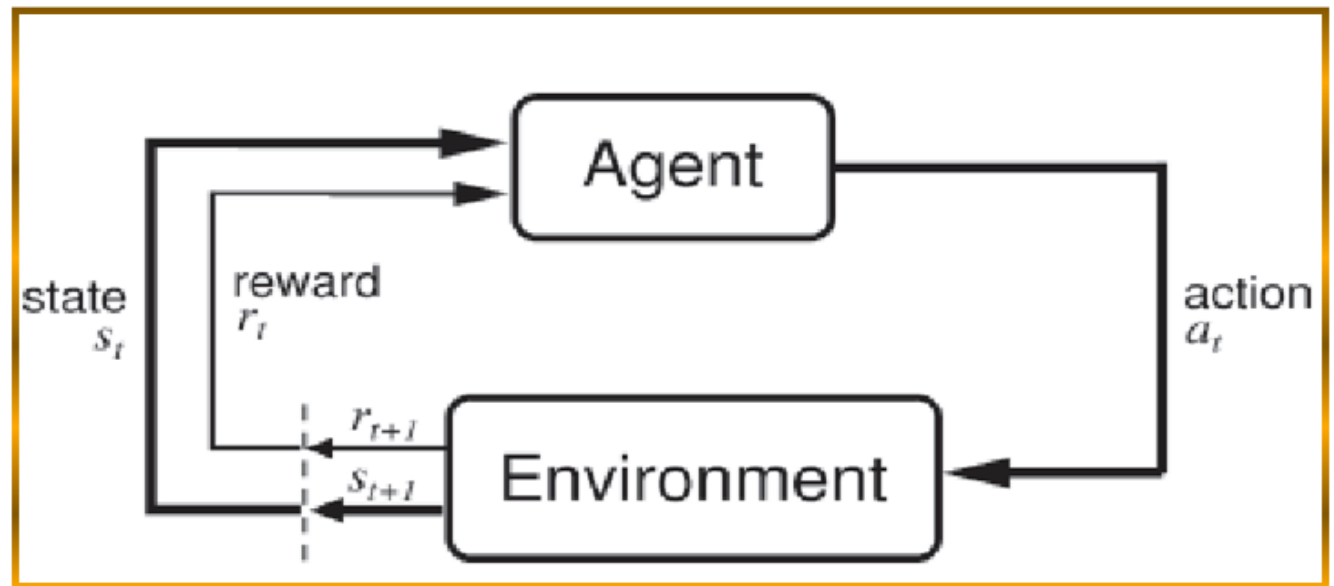 Agent
state
s_t
reward
r_t
action
a_t
r_{t+1}
s_{t+1}
Environment